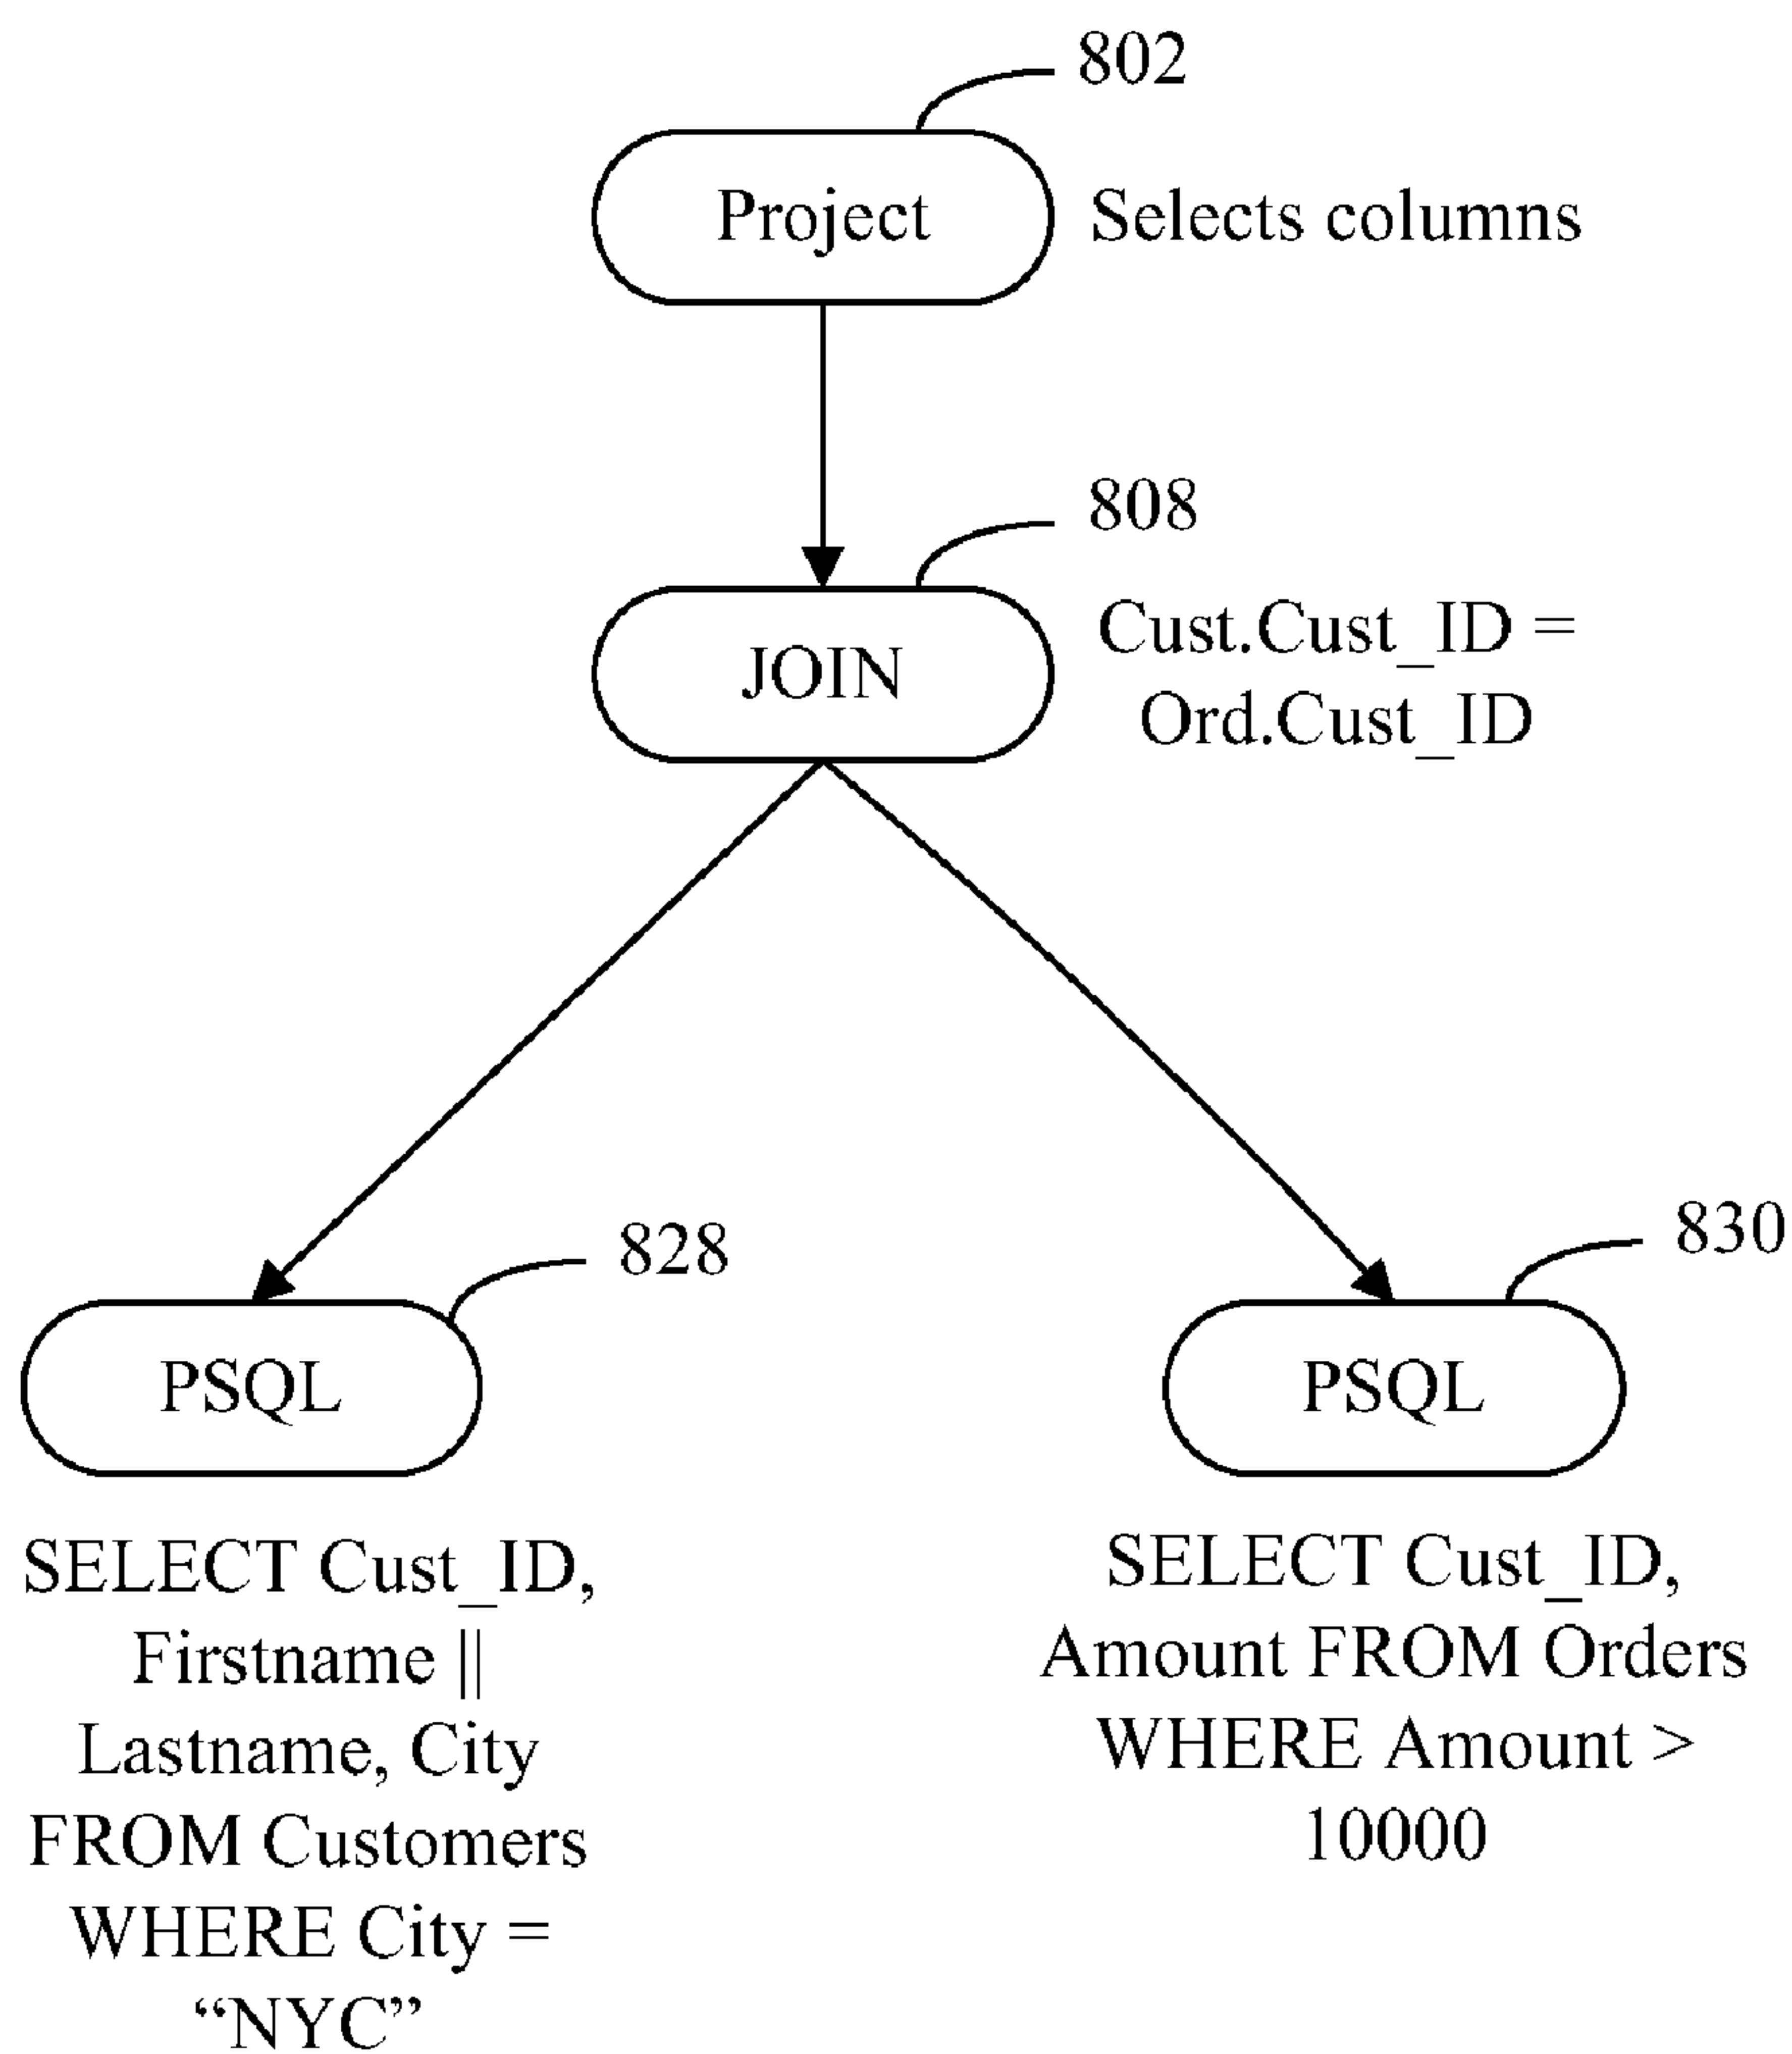 802
Project
Selects columns
808
JOIN
Cust.Cust_ID =
Ord.Cust_ID
828
PSQL
SELECT Cust_ID,
Firstname ||
Lastname, City
FROM Customers
WHERE City =
“NYC”
830
PSQL
SELECT Cust_ID,
Amount FROM Orders
WHERE Amount >
10000